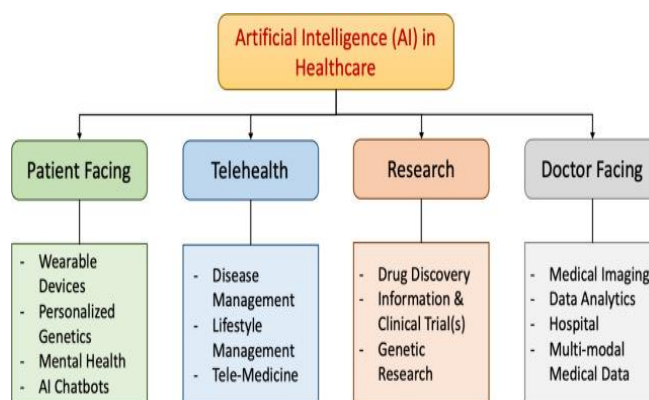 Artificial Intelligence (AI) in
Healthcare
Patient Facing
Telehealth
Research
Doctor Facing
- Wearable
Devices
- Personalized
Genetics
- Mental Health
- AI Chatbots
- Disease
Management
- Lifestyle
Management
- Tele-Medicine
- Drug Discovery
- Information &
Clinical Trial(s)
- Genetic
Research
- Medical Imaging
- Data Analytics
- Hospital
- Multi-modal
Medical Data